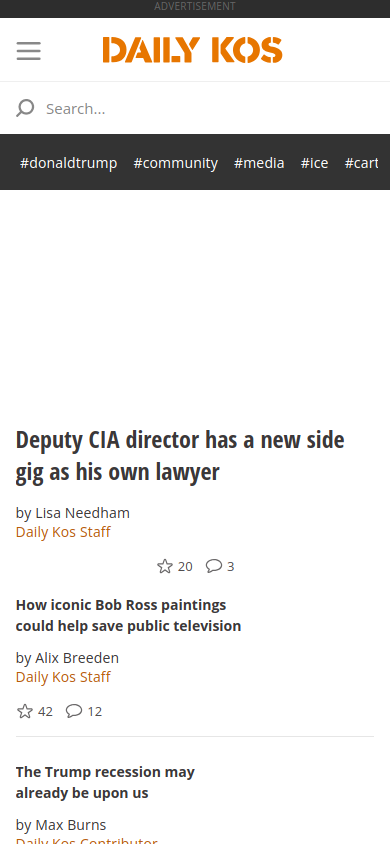 ADVERTISEMENT
DAILY KOS
Search...
#donaldtrump #community #media #ice #cart
Deputy CIA director has a new side
gig as his own lawyer
by Lisa Needham
Daily Kos Staff
20 3
How iconic Bob Ross paintings
could help save public television
by Alix Breeden
Daily Kos Staff
42 12
The Trump recession may
already be upon us
by Max Burns
Daily Kos Contributor